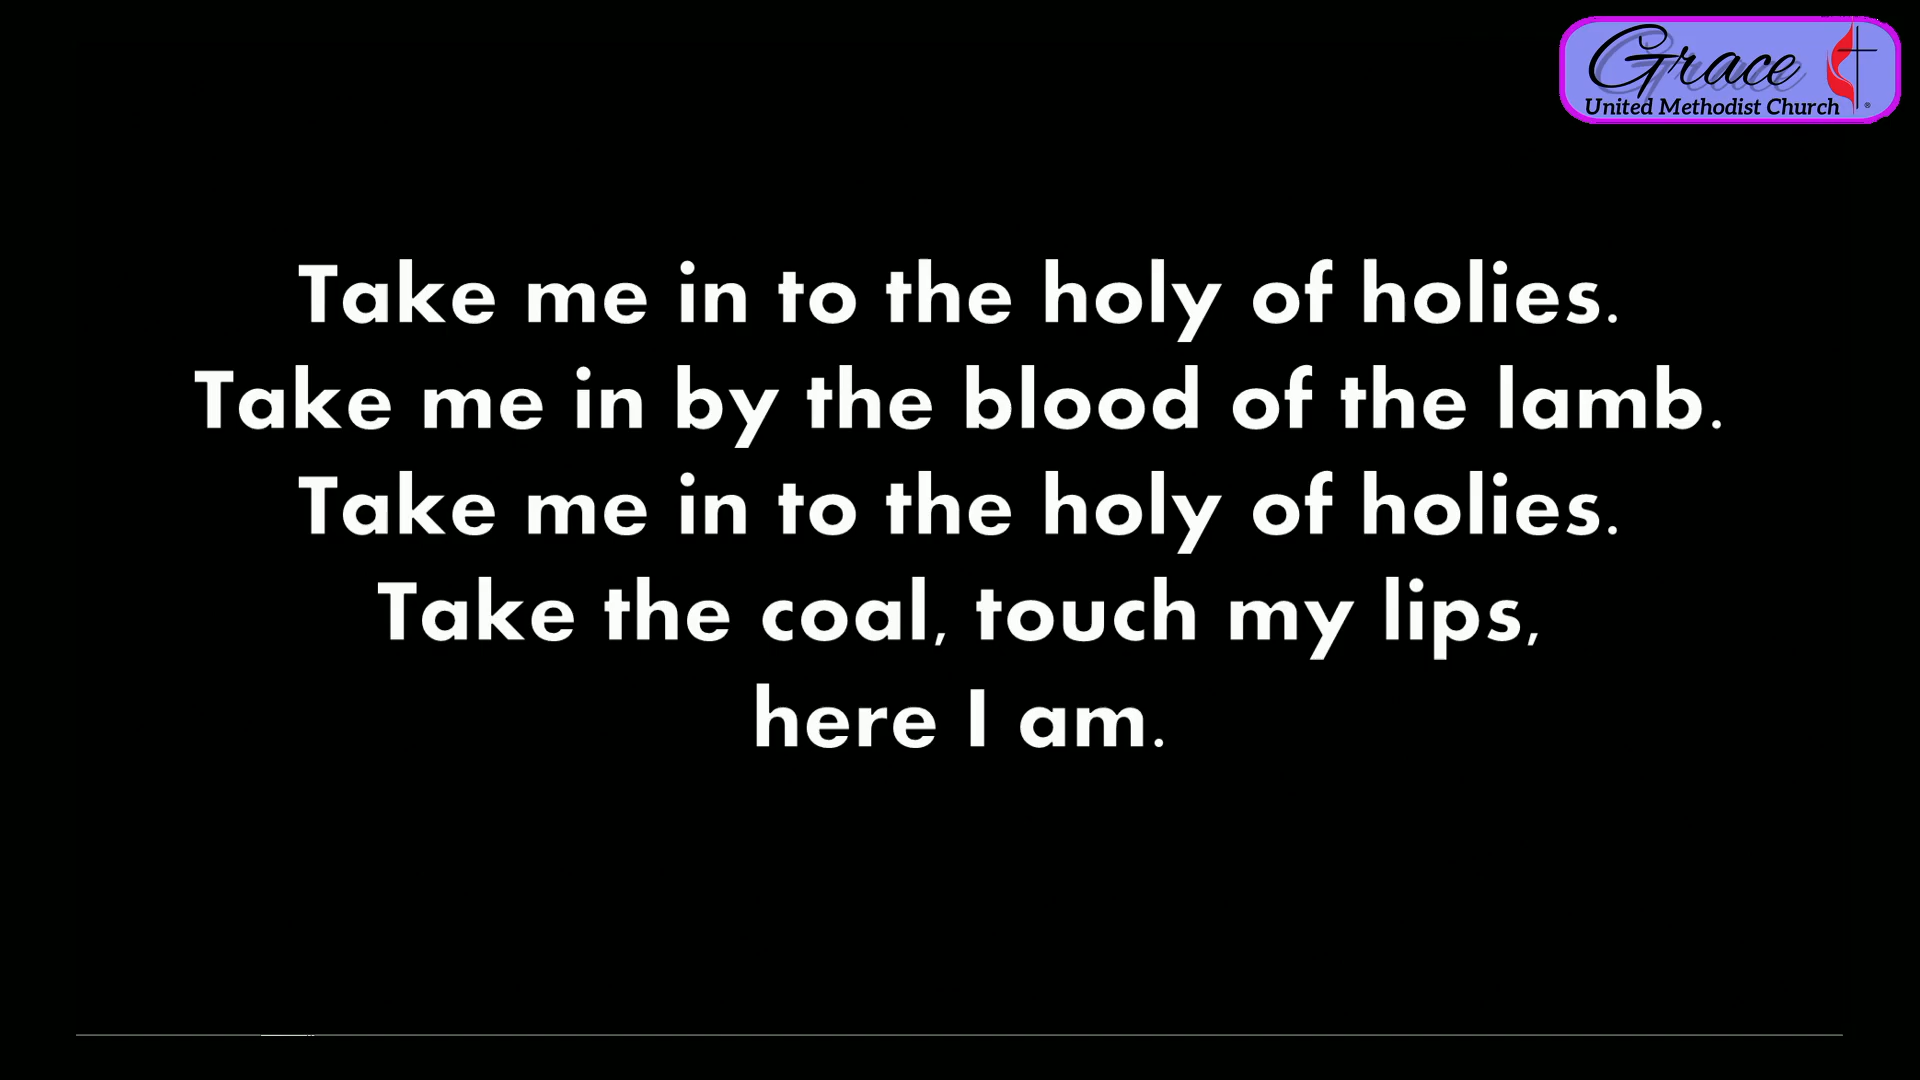 Grace
United Methodist Church ®
Take me in to the holy of holies.
Take me in by the blood of the lamb.
Take me in to the holy of holies.
Take the coal, touch my lips,
here I am.